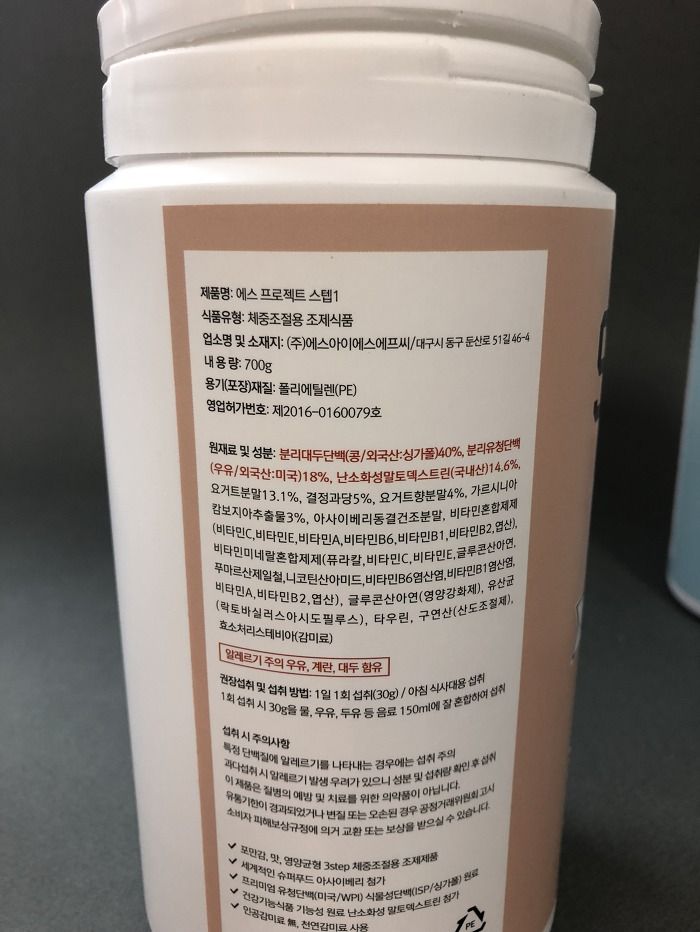 제품명: 에스 프로젝트 스텝1
식품유형: 체중조절용 조제식품
업소명 및 소재지: (주)에스아이에스에프씨/대구시 동구 둔산로 51길 46-4
내 용 량: 700g
용기(포장)재질: 폴리에틸렌(PE)
영업허가번호: 제2016-0160079호
원재료 및 성분: 분리대두단백(콩/외국산:싱가폴)40%, 분리유청단백
(우유/외국산:미국)18%, 난소화성말토덱스트린(국내산)14.6%,
요거트분말13.1%, 결정과당5%, 요거트향분말4%, 가르시니아
캄보지아추출물3%, 아사이베리동결건조분말, 비타민혼합제제
(비타민C,비타민E,비타민A,비타민B6,비타민B1,비타민B2,엽산),
비타민미네랄혼합제제(퓨라칼,비타민C,비타민E,글루콘산아연,
푸마르산제일철,니코틴산아미드,비타민B6염산염,비타민B1염산염,
비타민A,비타민B2,엽산), 글루콘산아연(영양강화제), 유산균
(락토바실러스아시도필루스), 타우린, 구연산(산도조절제),
효소처리스테비아(감미료)
알레르기 주의 우유, 계란, 대두 함유
권장섭취 및 섭취 방법: 1일 1회 섭취(30g) / 아침 식사대용 섭취
1회 섭취 시 30g을 물, 우유, 두유 등 음료 150ml에 잘 혼합하여 섭취
섭취 시 주의사항
특정 단백질에 알레르기를 나타내는 경우에는 섭취 주의
과다섭취 시 알레르기 발생 우려가 있으니 성분 및 섭취량 확인 후 섭취
이 제품은 질병의 예방 및 치료를 위한 의약품이 아닙니다.
유통기한이 경과되었거나 변질 또는 오손된 경우 공정거래위원회 고시
소비자 피해보상규정에 의거 교환 또는 보상을 받으실 수 있습니다.
✓ 포만감, 맛, 영양균형 3step 체중조절용 조제제품
✓ 세계적인 슈퍼푸드 아사이베리 첨가
✓ 프리미엄 유청단백(미국/WPI) 식물성단백(ISP/싱가폴) 원료
✓ 건강기능식품 기능성 원료 난소화성 말토덱스트린 첨가
✓ 인공감미료 無, 천연감미료 사용
PE